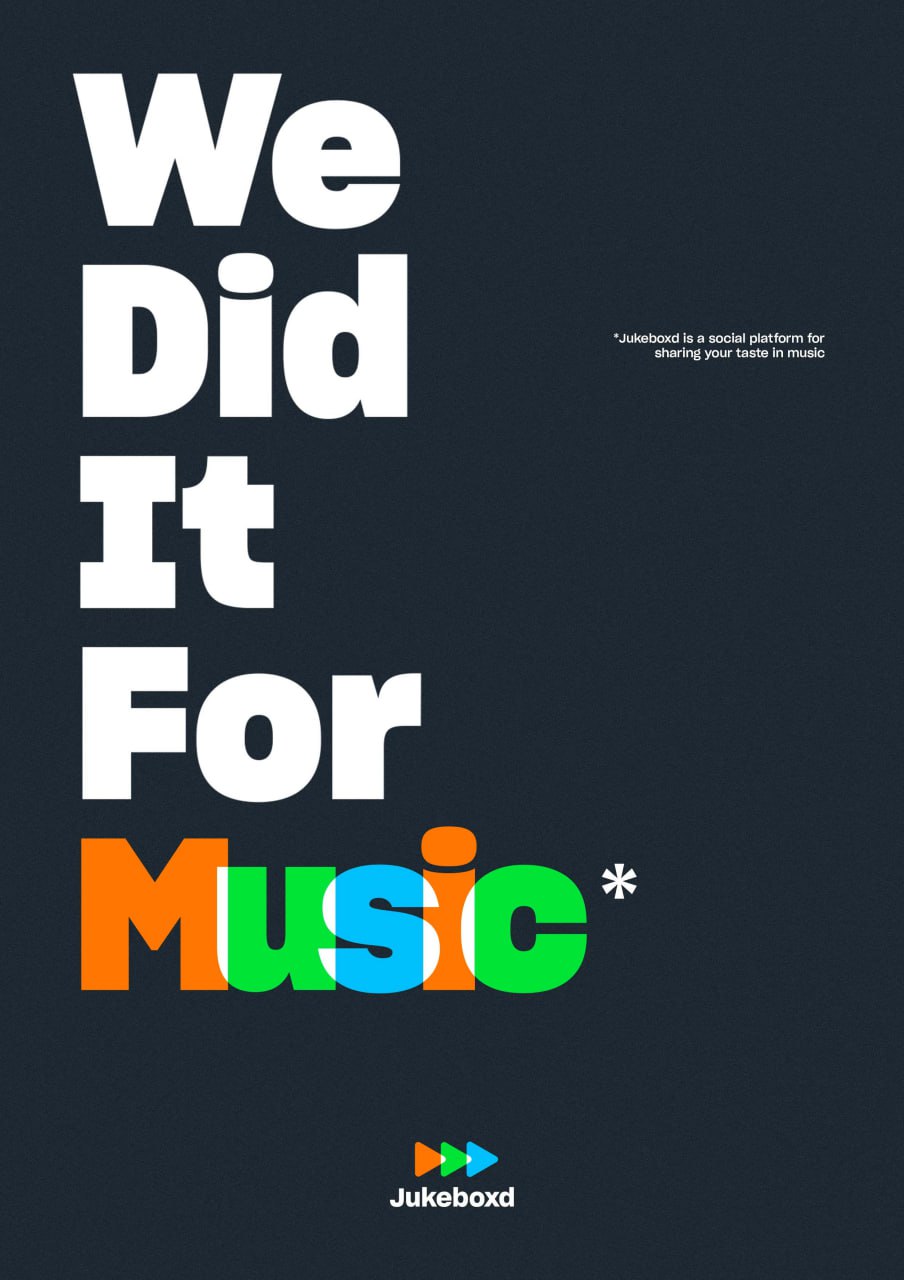 We
Did
It
For
Music*
*Jukeboxd is a social platform for
sharing your taste in music
Jukeboxd